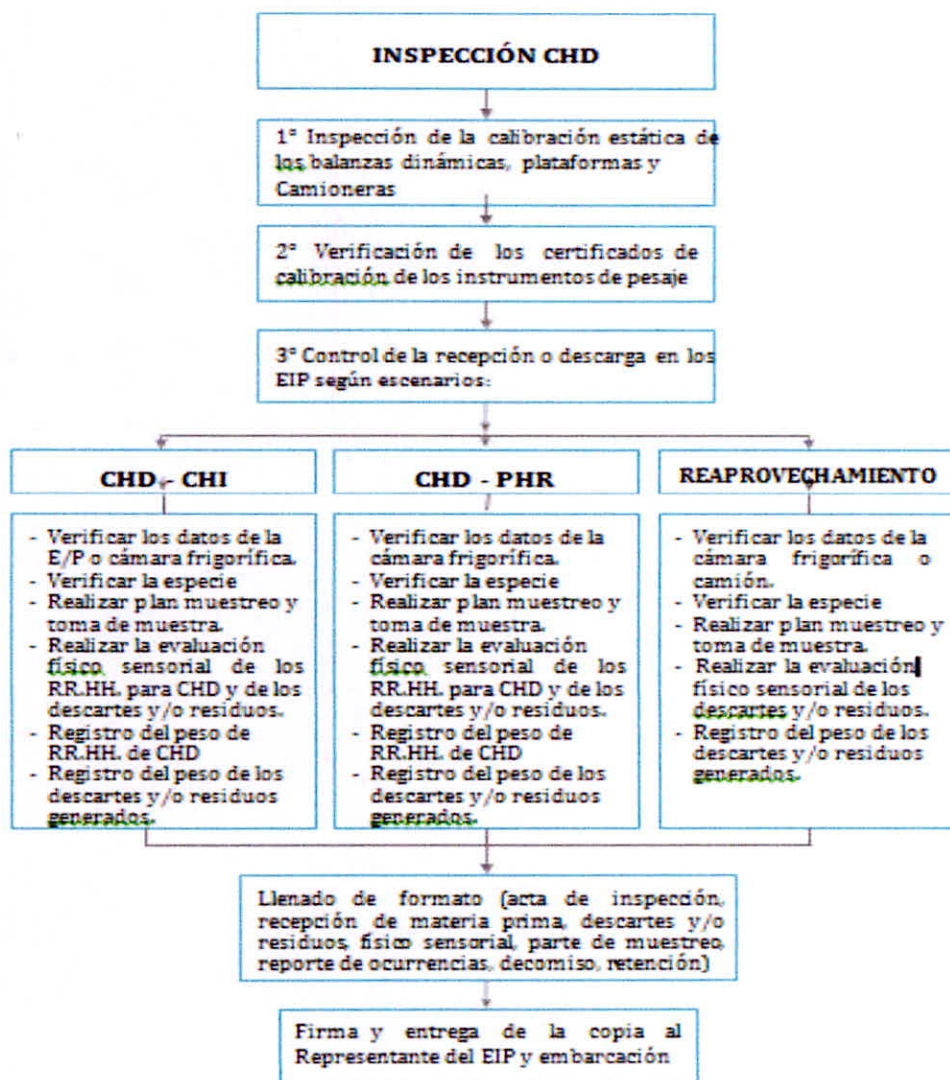 INSPECCIÓN CHD
1° Inspección de la calibración estática de
los balanzas dinámicas, plataformas y
Camioneras
2° Verificación de los certificados de
calibración de los instrumentos de pesaje
3° Control de la recepción o descarga en los
EIP según escenarios:
CHD - CHI
- Verificar los datos de la
E/P o cámara frigorífica.
- Verificar la especie
- Realizar plan muestreo y
toma de muestra.
- Realizar la evaluación
físico sensorial de los
RR.HH. para CHD y de los
descartes y/o residuos.
- Registro del peso de
RR.HH. de CHD
- Registro del peso de los
descartes y/o residuos
generados.
CHD - PHR
- Verificar los datos de la
cámara frigorífica.
- Verificar la especie
- Realizar plan muestreo y
toma de muestra.
- Realizar la evaluación
físico sensorial de los
RR.HH. para CHD y de los
descartes y/o residuos.
- Registro del peso de
RR.HH. de CHD
- Registro del peso de los
descartes y/o residuos
generados.
REAPROVECHAMIENTO
- Verificar los datos de la
cámara frigorífica o
camión.
- Verificar la especie
- Realizar plan muestreo y
toma de muestra.
- Realizar la evaluación
físico sensorial de los
descartes y/o residuos.
- Registro del peso de los
descartes y/o residuos
generados.
Llenado de formato (acta de inspección,
recepción de materia prima, descartes y/o
residuos, físico sensorial, parte de muestreo,
reporte de ocurrencias, decomiso, retención)
Firma y entrega de la copia al
Representante del EIP y embarcación